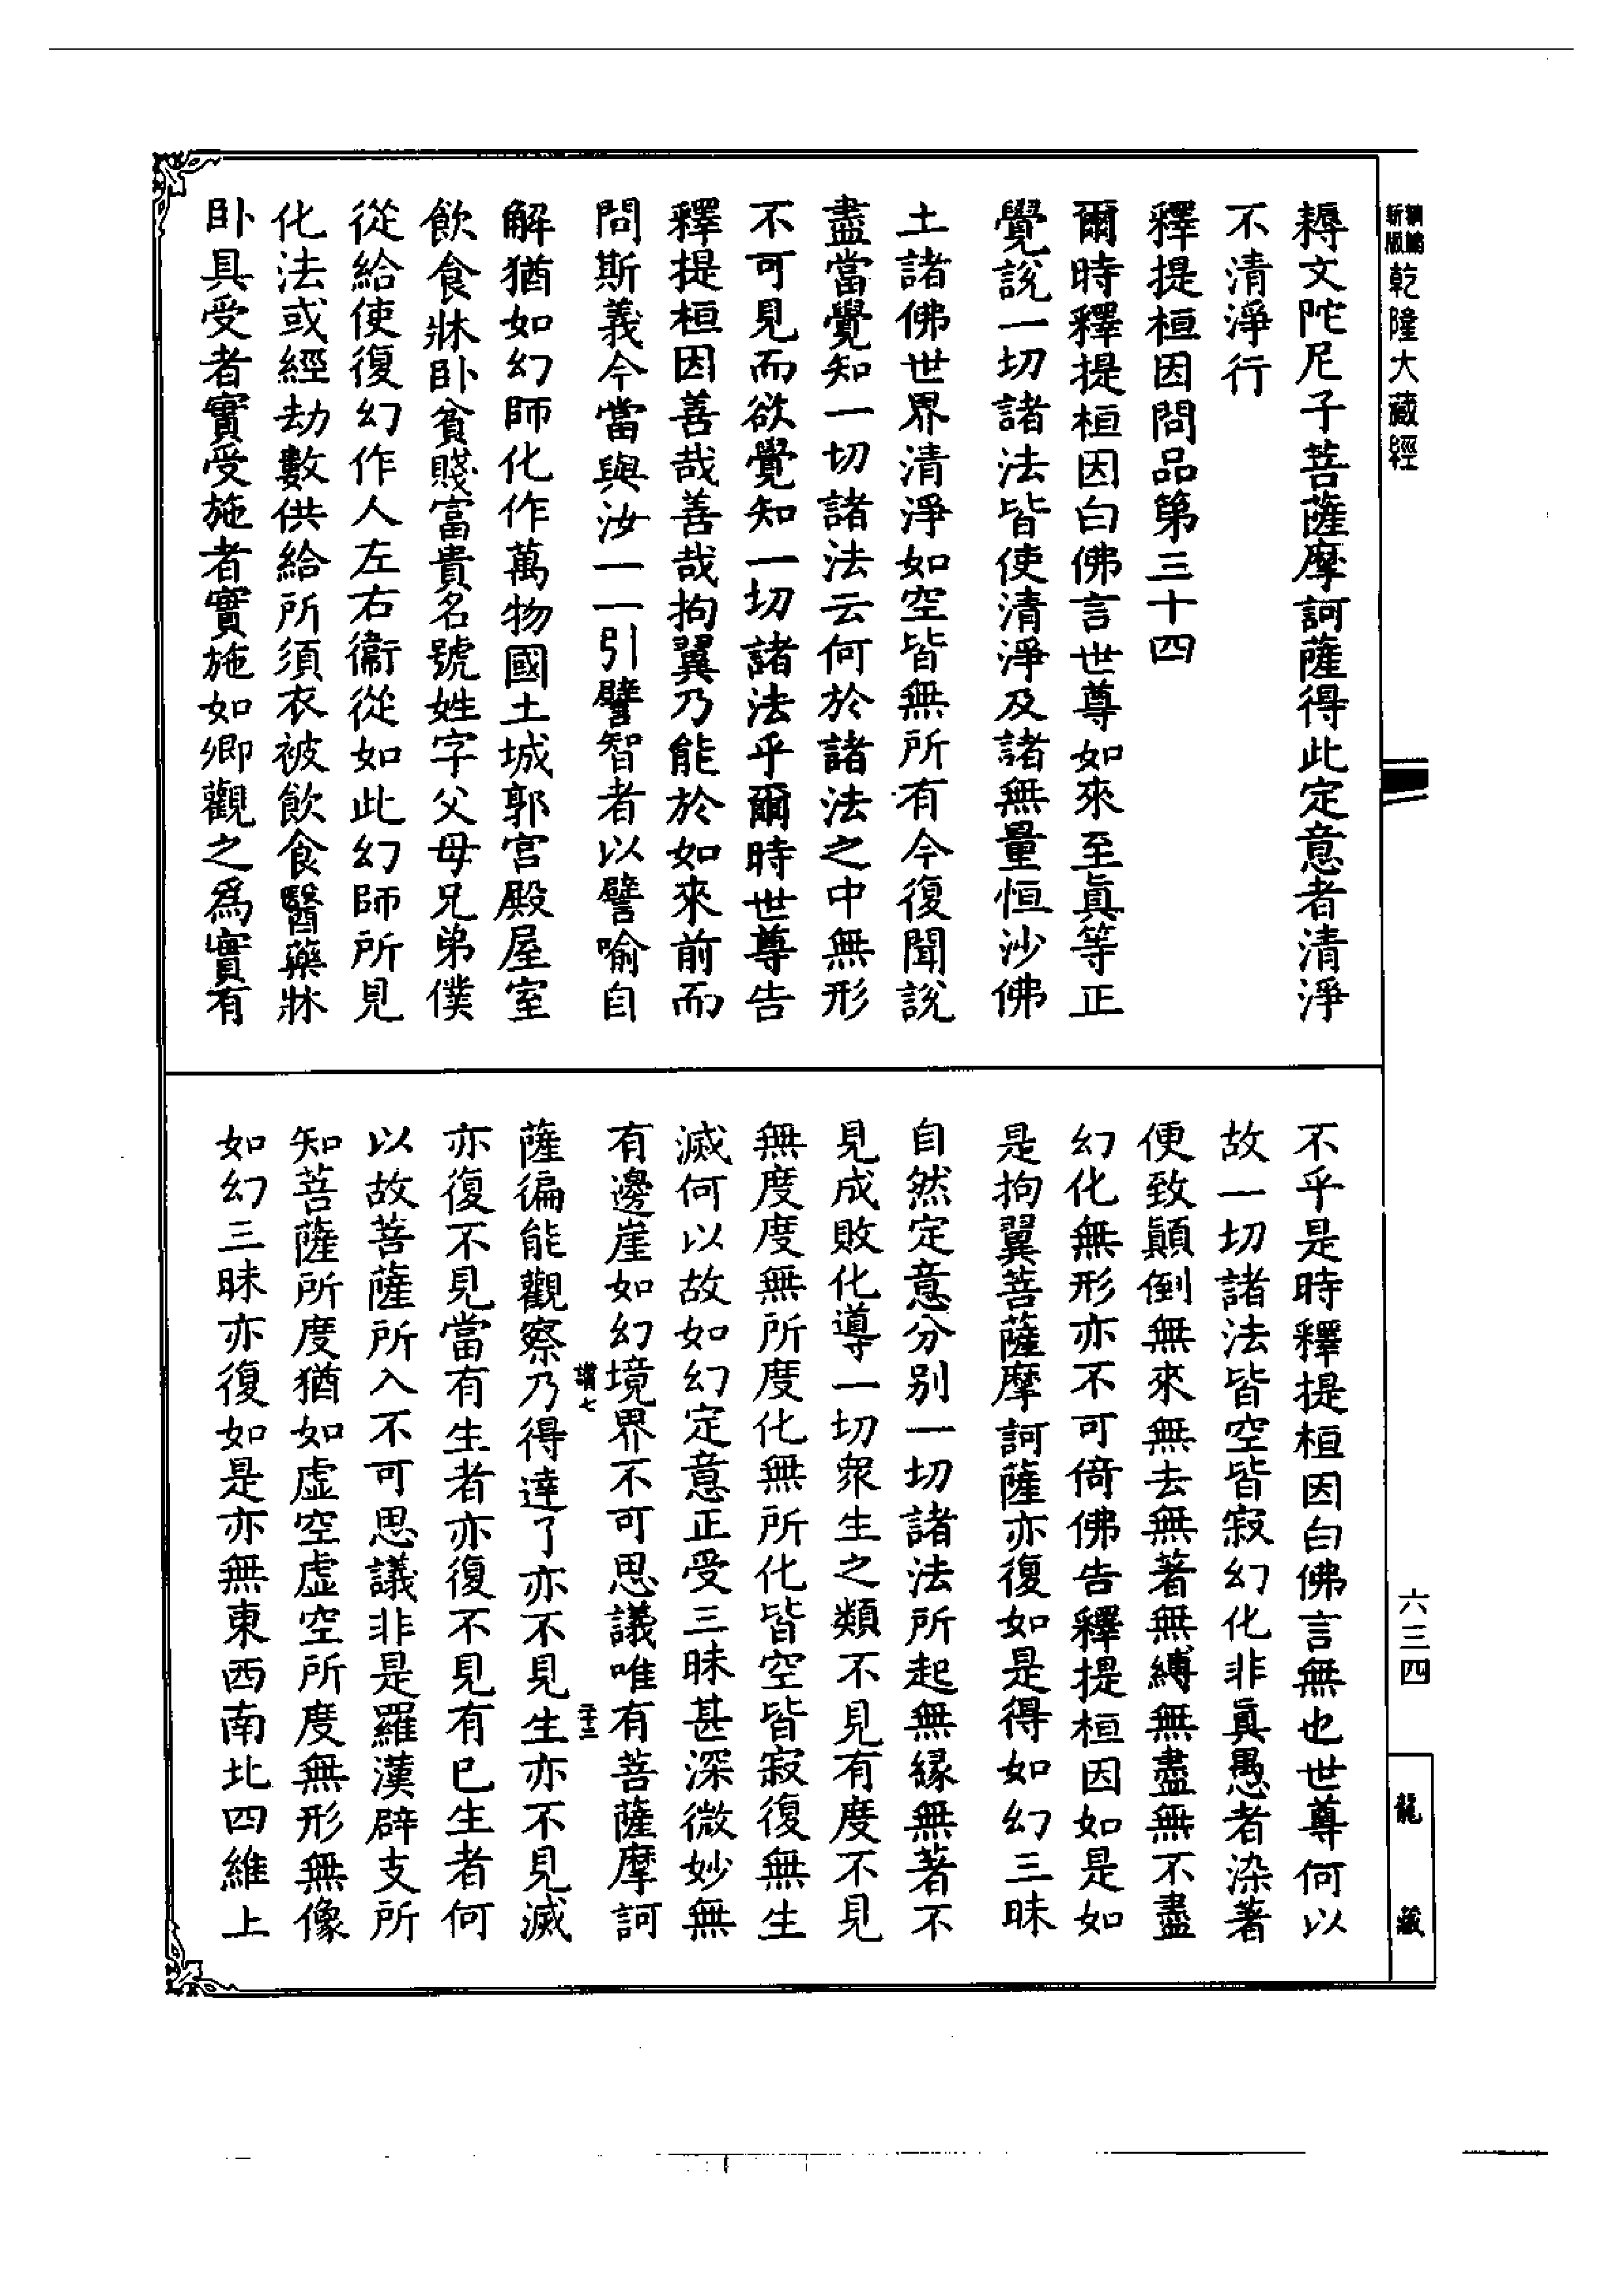 乾隆大藏經
耨文陀尼子菩薩摩訶薩得此定意者清淨
不清淨行
釋提桓因問品第三十四
爾時釋提桓因白佛言世尊如來至眞等正
覺說一切諸法皆使清淨及諸無量恒沙佛
土諸佛世界清淨如空皆無所有今復聞說
盡當覺知一切諸法云何於諸法之中無形
不可見而欲覺知一切諸法乎爾時世尊告
釋提桓因善哉善哉拘翼乃能於如來前而
問斯義今當與汝一一引譬智者以譬喻自
解猶如幻師化作萬物國土城郭宫殿屋室
飲食牀卧貧賤富貴名號姓字父母兄弟僕
從給使復幻作人左右衞從如此幻師所見
化法或經劫數供給所須衣被飲食醫藥牀
卧具受者實受施者實施如卿觀之爲實有
不乎是時釋提桓因白佛言無也世尊何以
故一切諸法皆空皆寂幻化非眞愚者染著
便致顛倒無來無去無著無縛無盡無不盡
幻化無形亦不可倚佛告釋提桓因如是如
是拘翼菩薩摩訶薩亦復如是得如幻三昧
自然定意分别一切諸法所起無緣無著不
見成敗化導一切衆生之類不見有度不見
無度度無所度化無所化皆空皆寂復無生
滅何以故如幻定意正受三昧甚深微妙無
有邊崖如幻境界不可思議唯有菩薩摩訶
薩徧能觀察乃得達了亦不見生亦不見滅
亦復不見當有生者亦復不見有已生者何
以故菩薩所入不可思議非是羅漢辟支所
知菩薩所度猶如虛空虛空所度無形無像
如幻三昧亦復如是亦無東西南北四維上
六三四
龍藏